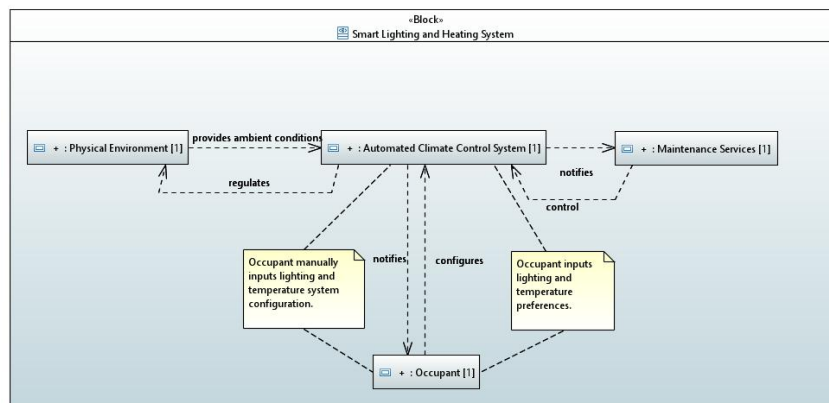 «Block»
Smart Lighting and Heating System
provides ambient conditions
+ : Physical Environment [1]
+ : Automated Climate Control System [1]
+ : Maintenance Services [1]
regulates
notifies
control
Occupant manually
inputs lighting and
temperature system
configuration.
notifies
configures
Occupant inputs
lighting and
temperature
preferences.
+ : Occupant [1]